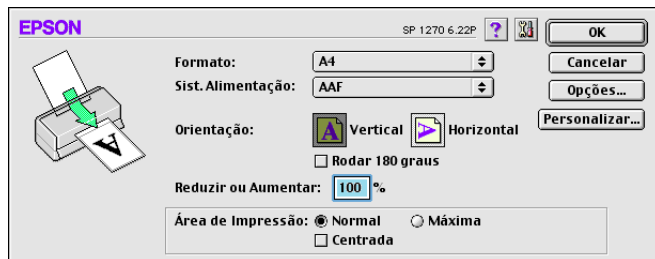 EPSON
SP 1270 6.22P ?
OK
Formato: A4
Cancelar
Sist. Alimentação: AAF
Opções...
Personalizar...
Orientação: A Vertical A Horizontal
Rodar 180 graus
Reduzir ou Aumentar: 100 %
Área de Impressão: Normal Máxima
Centrada
A